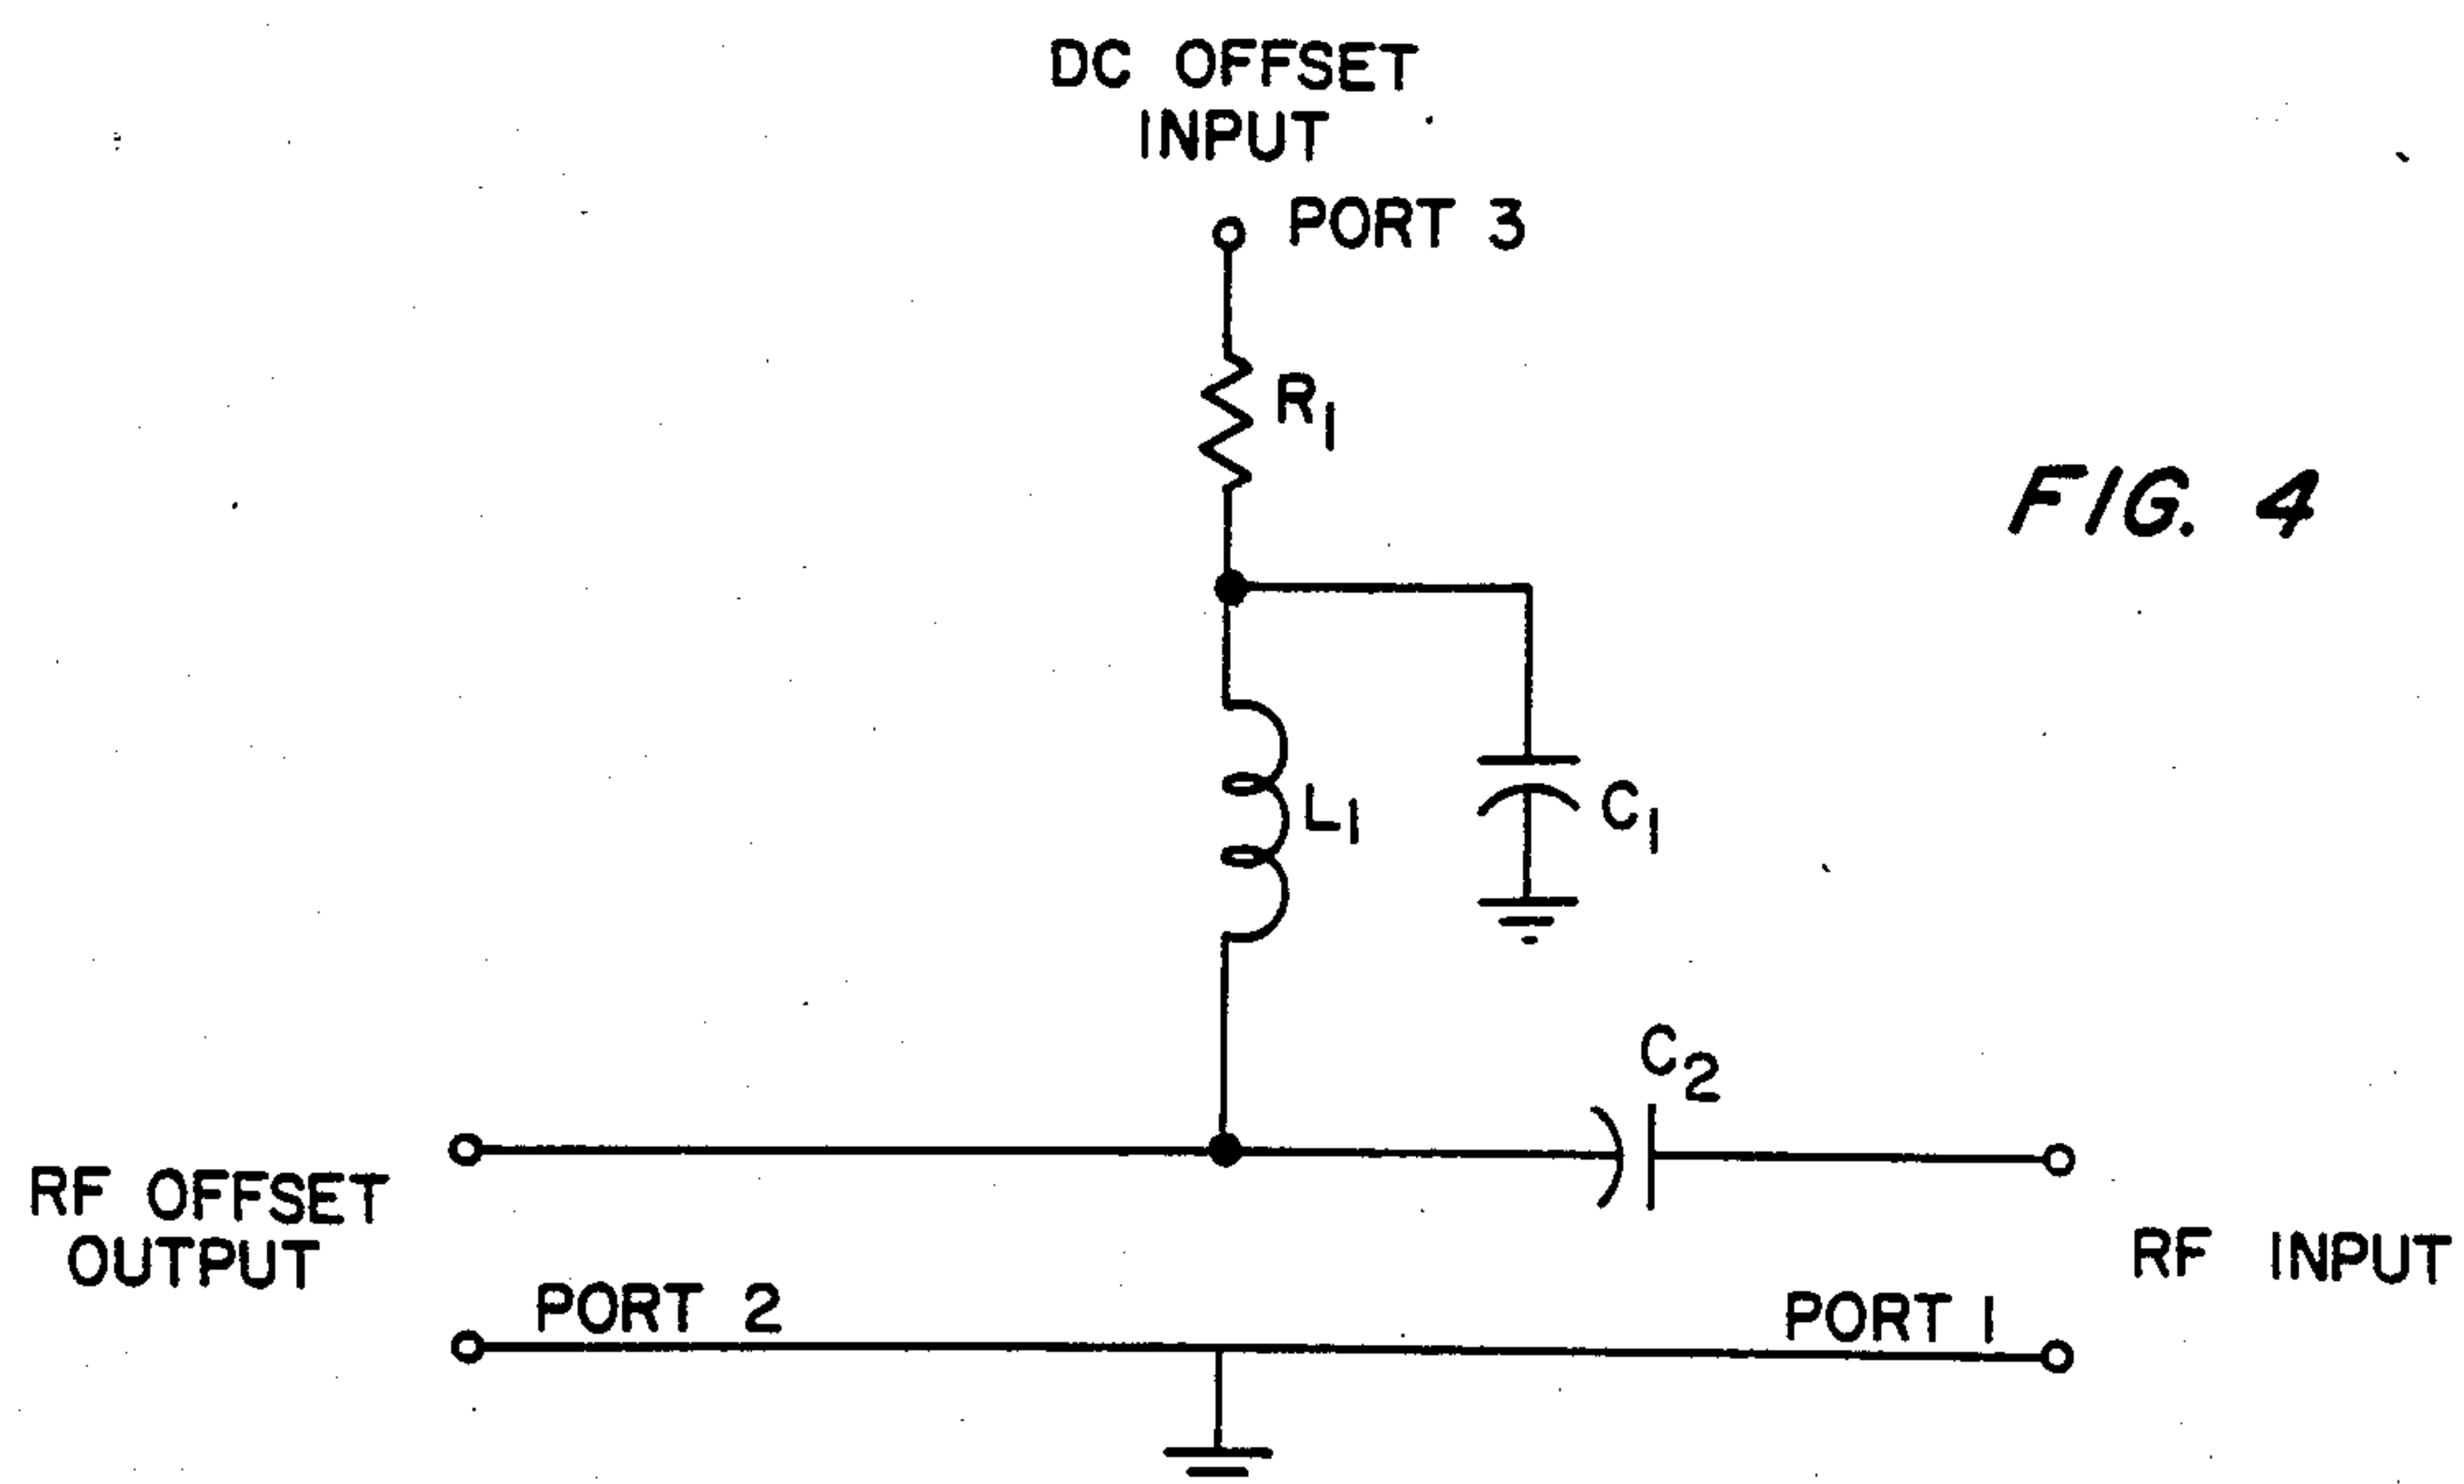 DC OFFSET
INPUT
PORT 3
R1
FIG. 4
L1
C1
C2
RF OFFSET
OUTPUT
PORT 2
PORT 1
RF INPUT